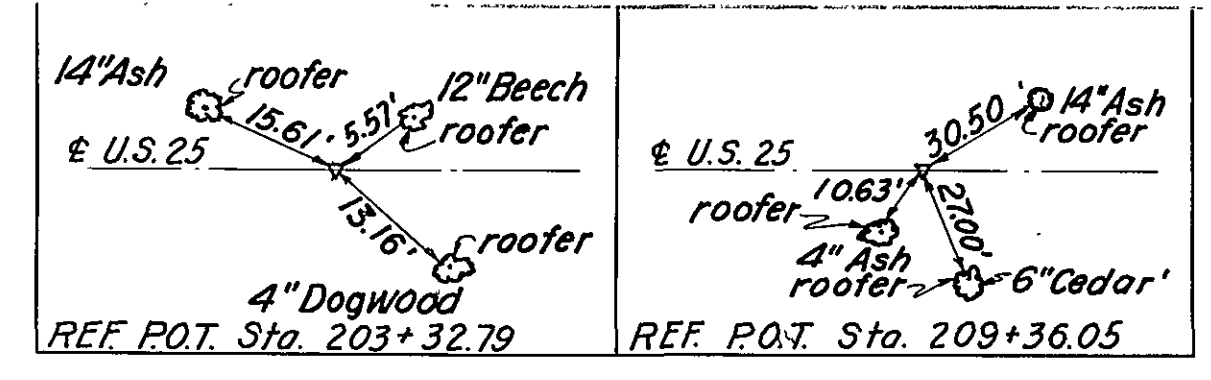 14"Ash
roofer
12"Beech
roofer
15.61'
5.57'
℄ U.S. 25
13.16'
roofer
4"Dogwood
REF. P.O.T. Sta. 203+32.79
14"Ash
roofer
30.50'
℄ U.S. 25
10.63'
27.00'
roofer
4"Ash
roofer
6"Cedar'
REF. P.O.T. Sta. 209+36.05